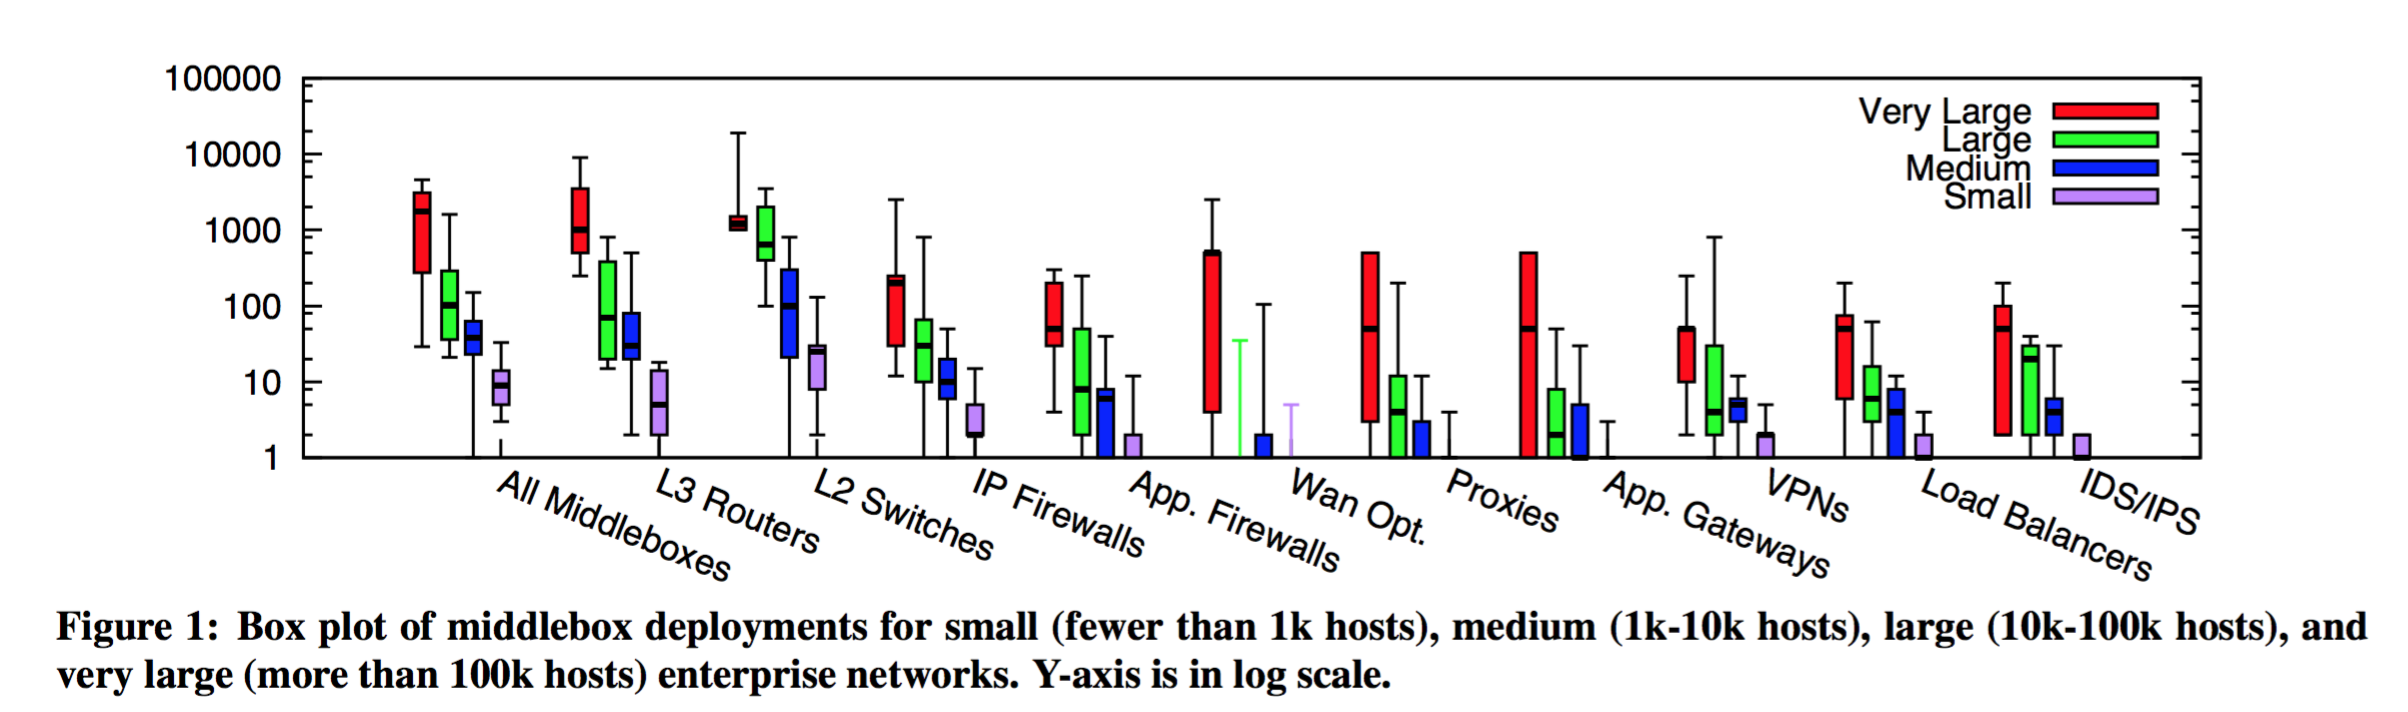 100000
10000
1000
100
10
1
Very Large
Large
Medium
Small
All Middleboxes
L3 Routers
L2 Switches
IP Firewalls
App. Firewalls
Wan Opt.
Proxies
App. Gateways
VPNs
Load Balancers
IDS/IPS
Figure 1: Box plot of middlebox deployments for small (fewer than 1k hosts), medium (1k-10k hosts), large (10k-100k hosts), and
very large (more than 100k hosts) enterprise networks. Y-axis is in log scale.